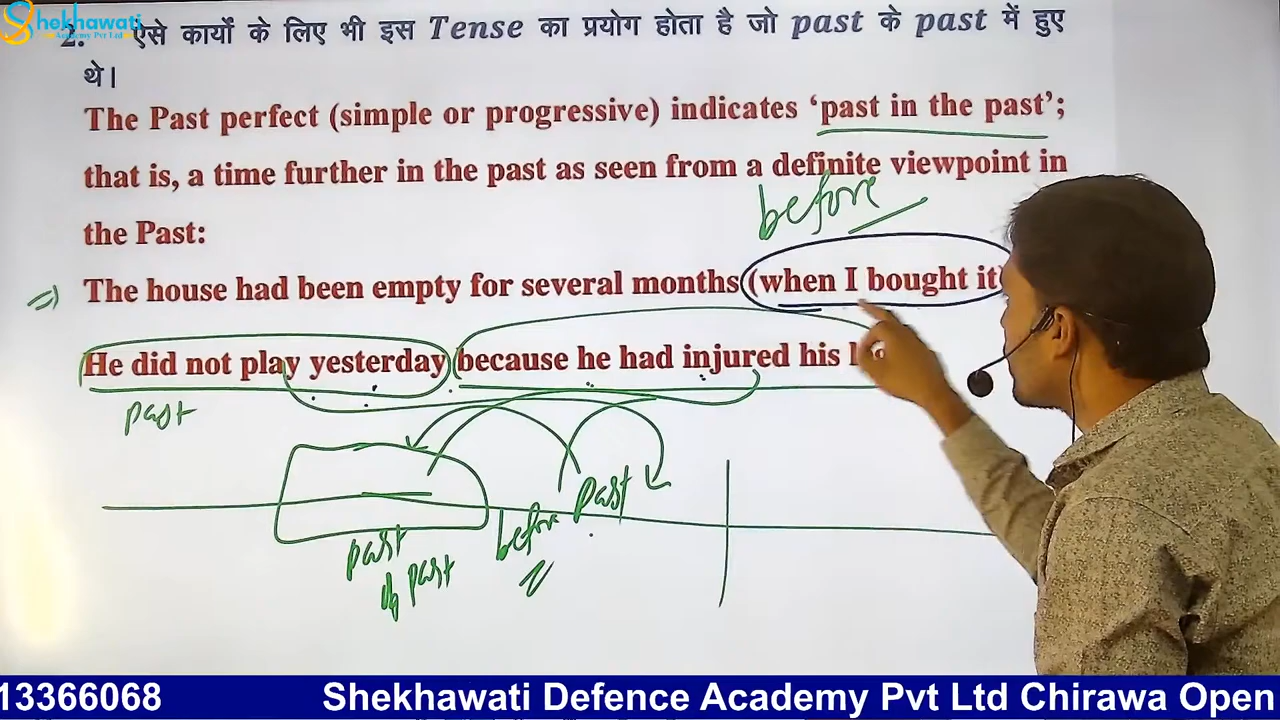 Shekhawati
Academy Pvt Ltd
2. ऐसे कार्यों के लिए भी इस Tense का प्रयोग होता है जो past के past में हुए
थे।
The Past perfect (simple or progressive) indicates ‘past in the past’;
that is, a time further in the past as seen from a definite viewpoint in
before
the Past:
=> The house had been empty for several months (when I bought it)
He did not play yesterday (because he had injured his
past
past
before
past
of past
13366068 Shekhawati Defence Academy Pvt Ltd Chirawa Open